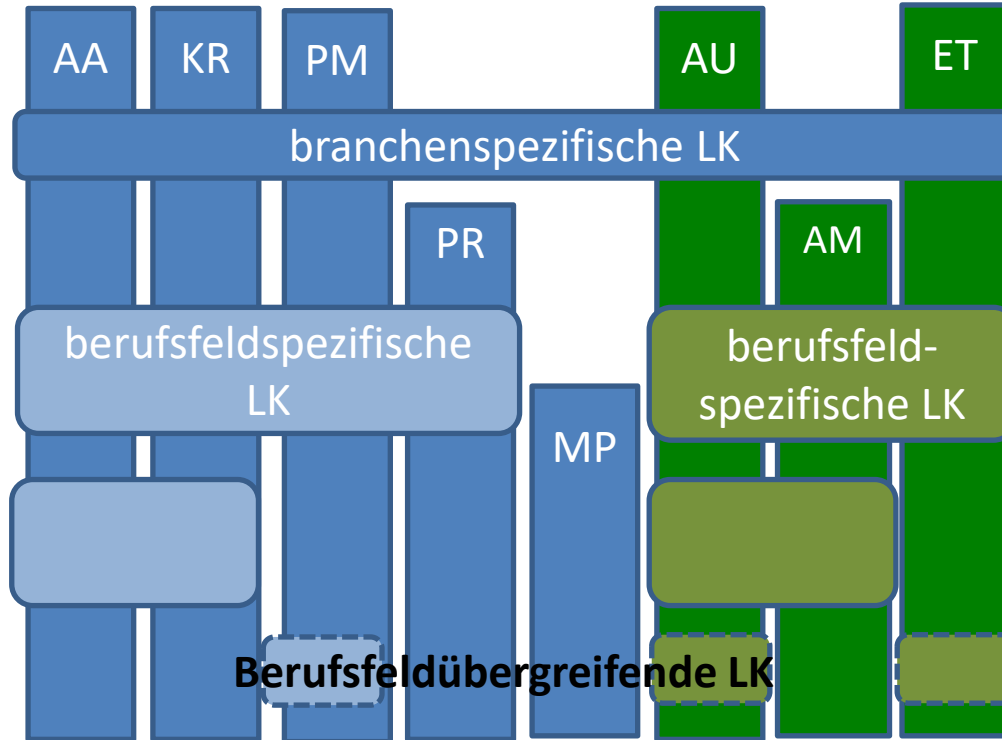 AA KR PM AU ET
branchenspezifische LK
PR AM
berufsfeldspezifische
LK
berufsfeld-
spezifische LK
MP
Berufsfeldübergreifende LK